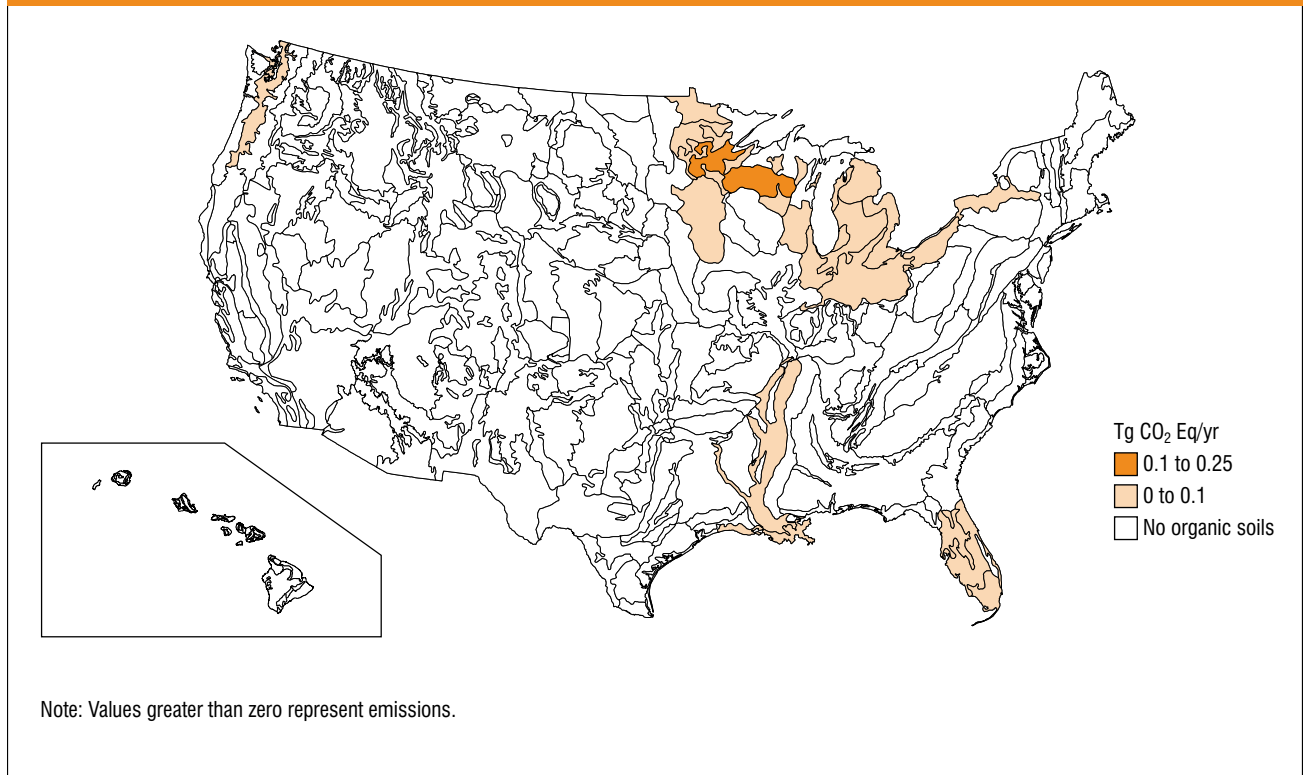 Tg CO₂ Eq/yr
0.1 to 0.25
0 to 0.1
No organic soils
Note: Values greater than zero represent emissions.